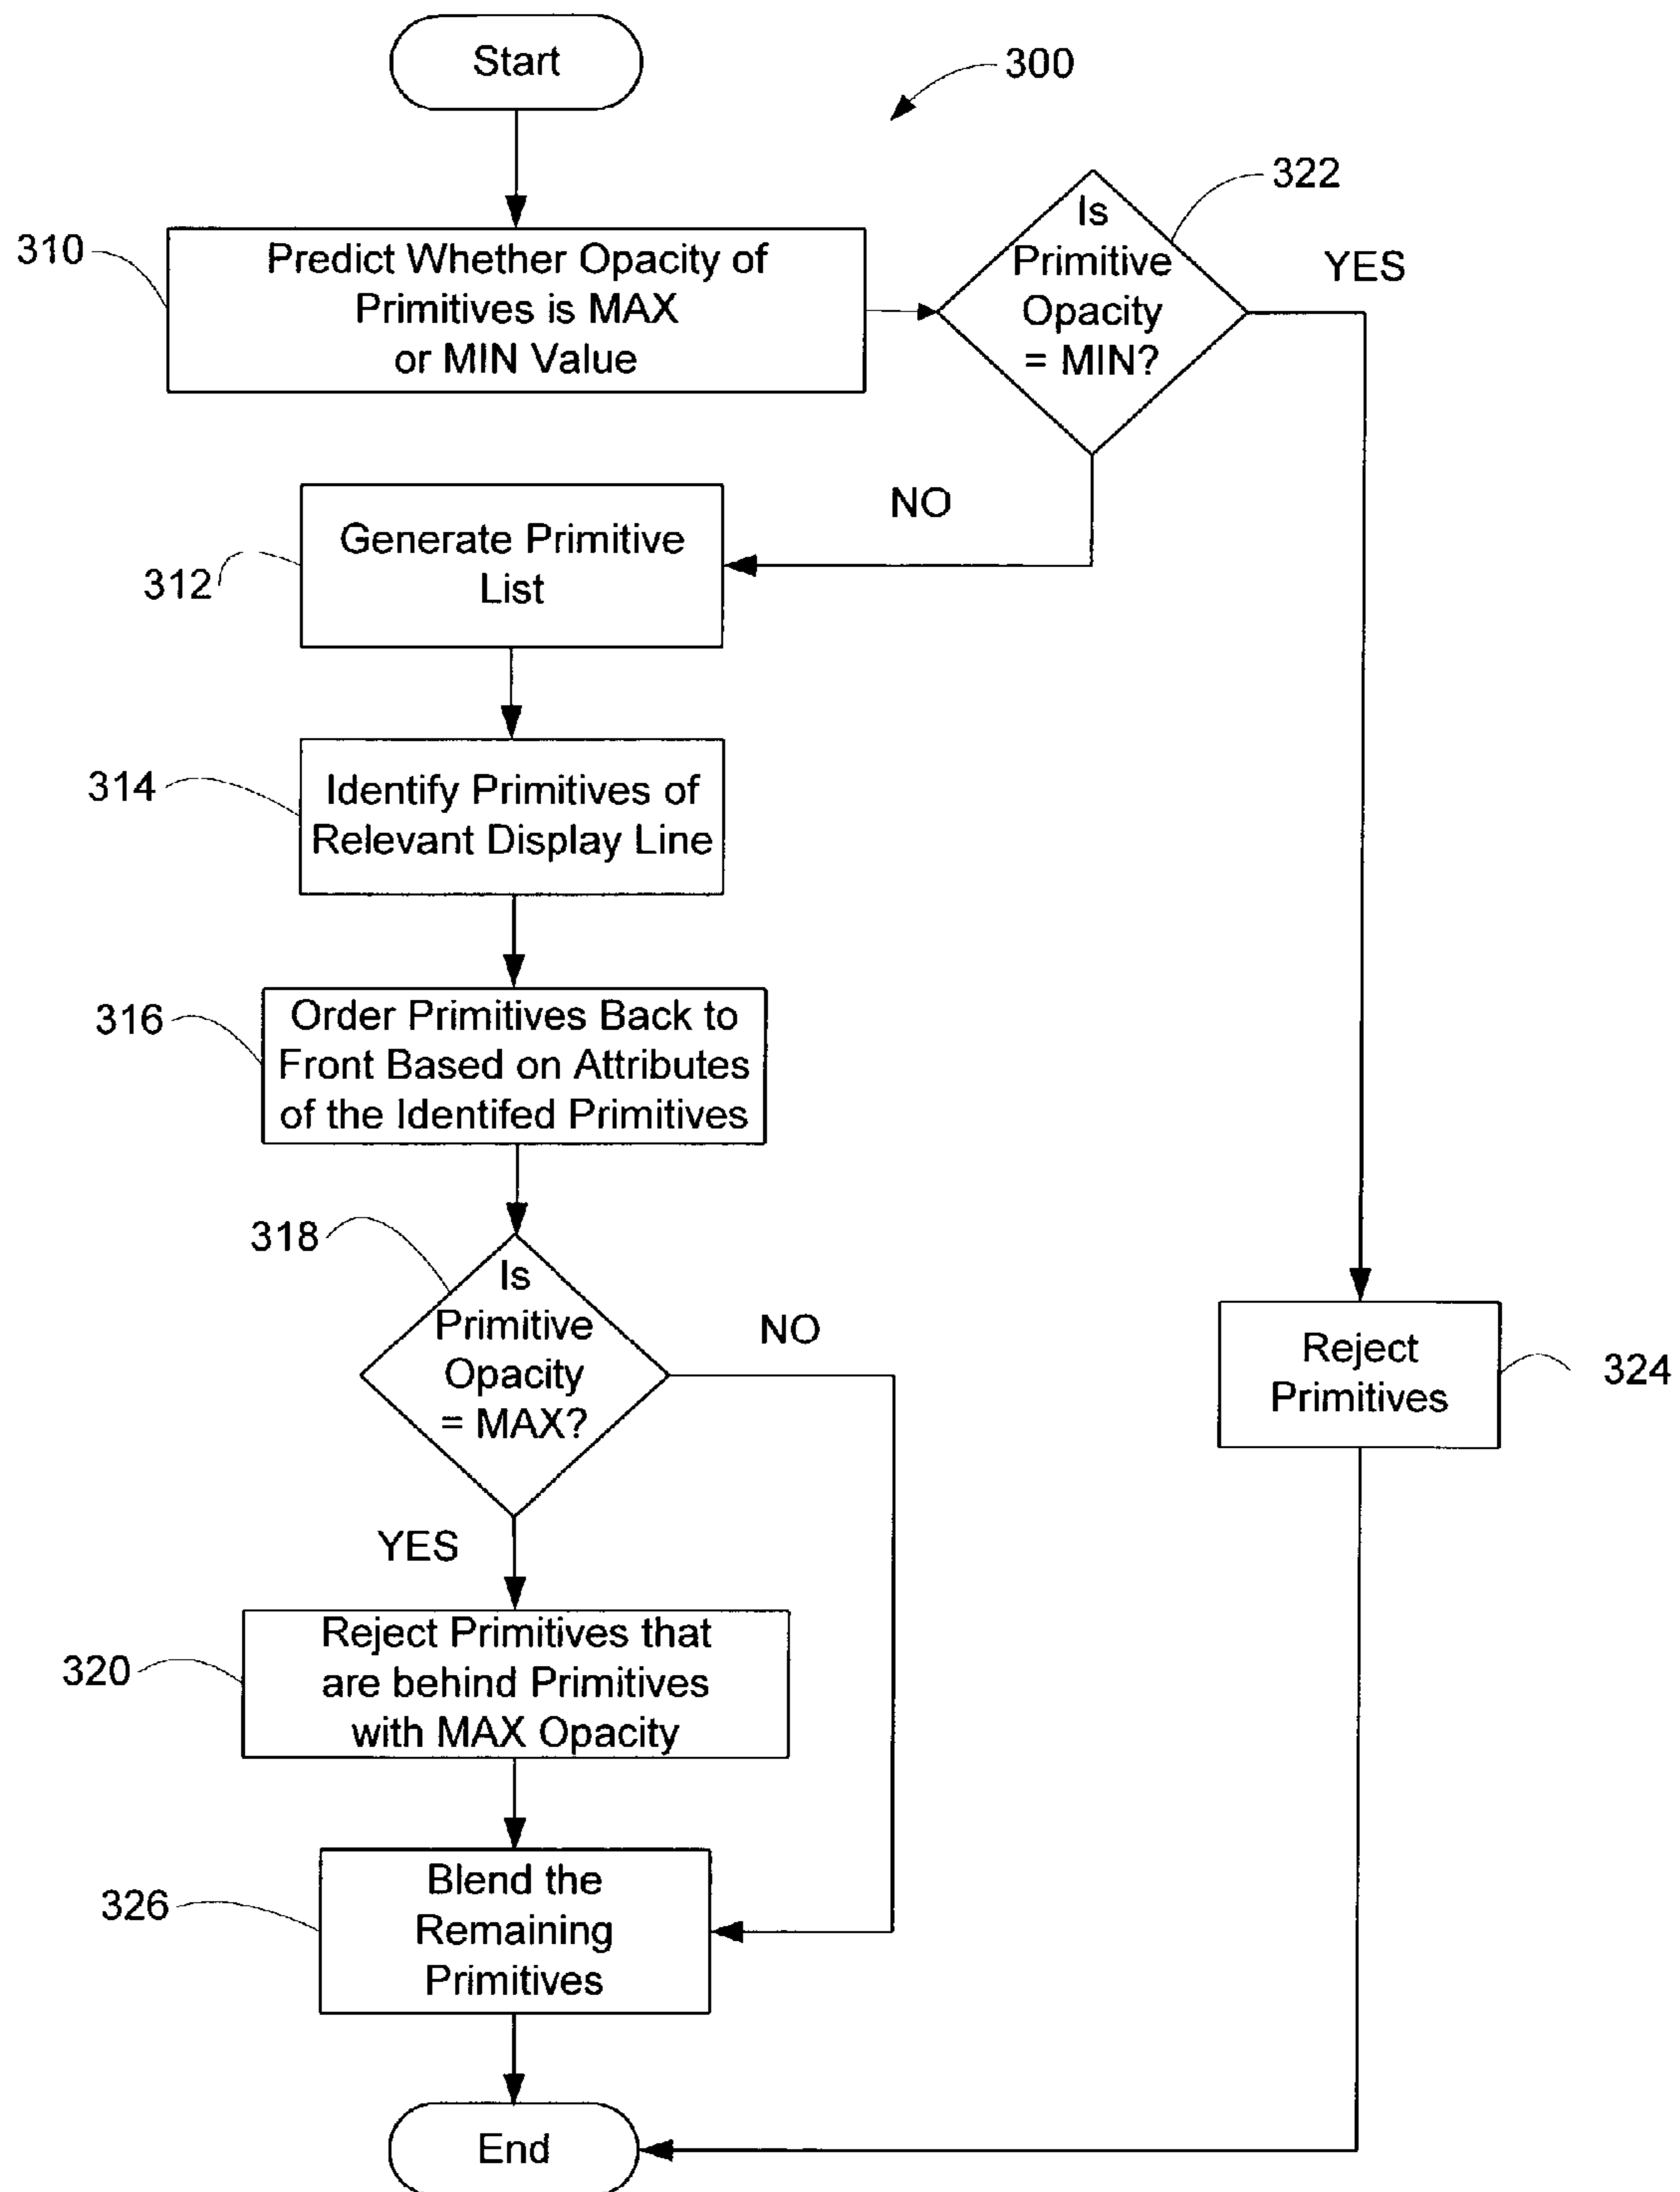 Start
300
322
Is
Primitive
Opacity
= MIN?
YES
310
Predict Whether Opacity of
Primitives is MAX
or MIN Value
NO
312
Generate Primitive
List
314
Identify Primitives of
Relevant Display Line
316
Order Primitives Back to
Front Based on Attributes
of the Identifed Primitives
318
Is
Primitive
Opacity
= MAX?
NO
YES
Reject
Primitives
324
320
Reject Primitives that
are behind Primitives
with MAX Opacity
326
Blend the
Remaining
Primitives
End